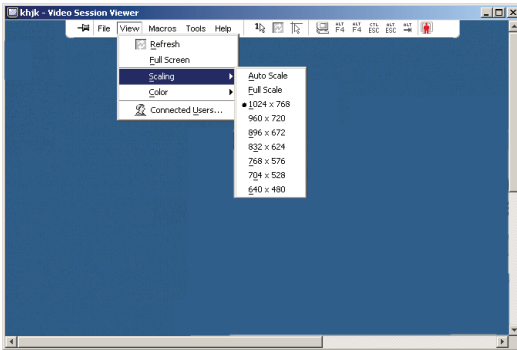 khjk - Video Session Viewer
File View Macros Tools Help
ALT F4 ALT F4 CTL ESC ALT ESC ALT
Refresh
Full Screen
Scaling
Color
Connected Users...
Auto Scale
Full Scale
1024 x 768
960 x 720
896 x 672
832 x 624
768 x 576
704 x 528
640 x 480